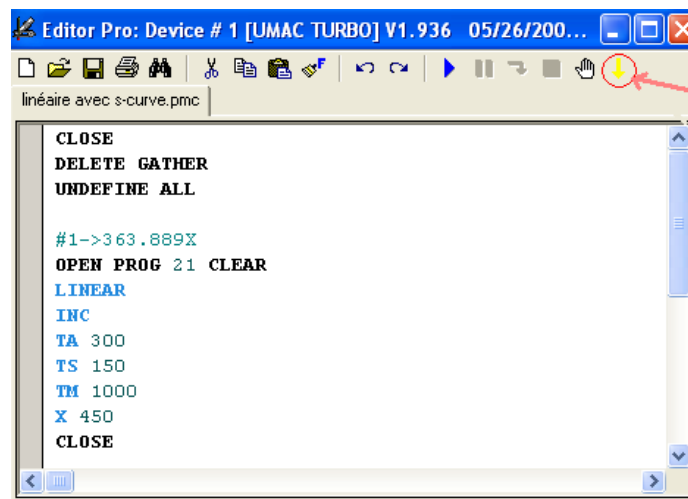 Editor Pro: Device # 1 [UMAC TURBO] V1.936 05/26/200...
linéaire avec s-curve.pmc
CLOSE
DELETE GATHER
UNDEFINE ALL
#1->363.889X
OPEN PROG 21 CLEAR
LINEAR
INC
TA 300
TS 150
TM 1000
X 450
CLOSE